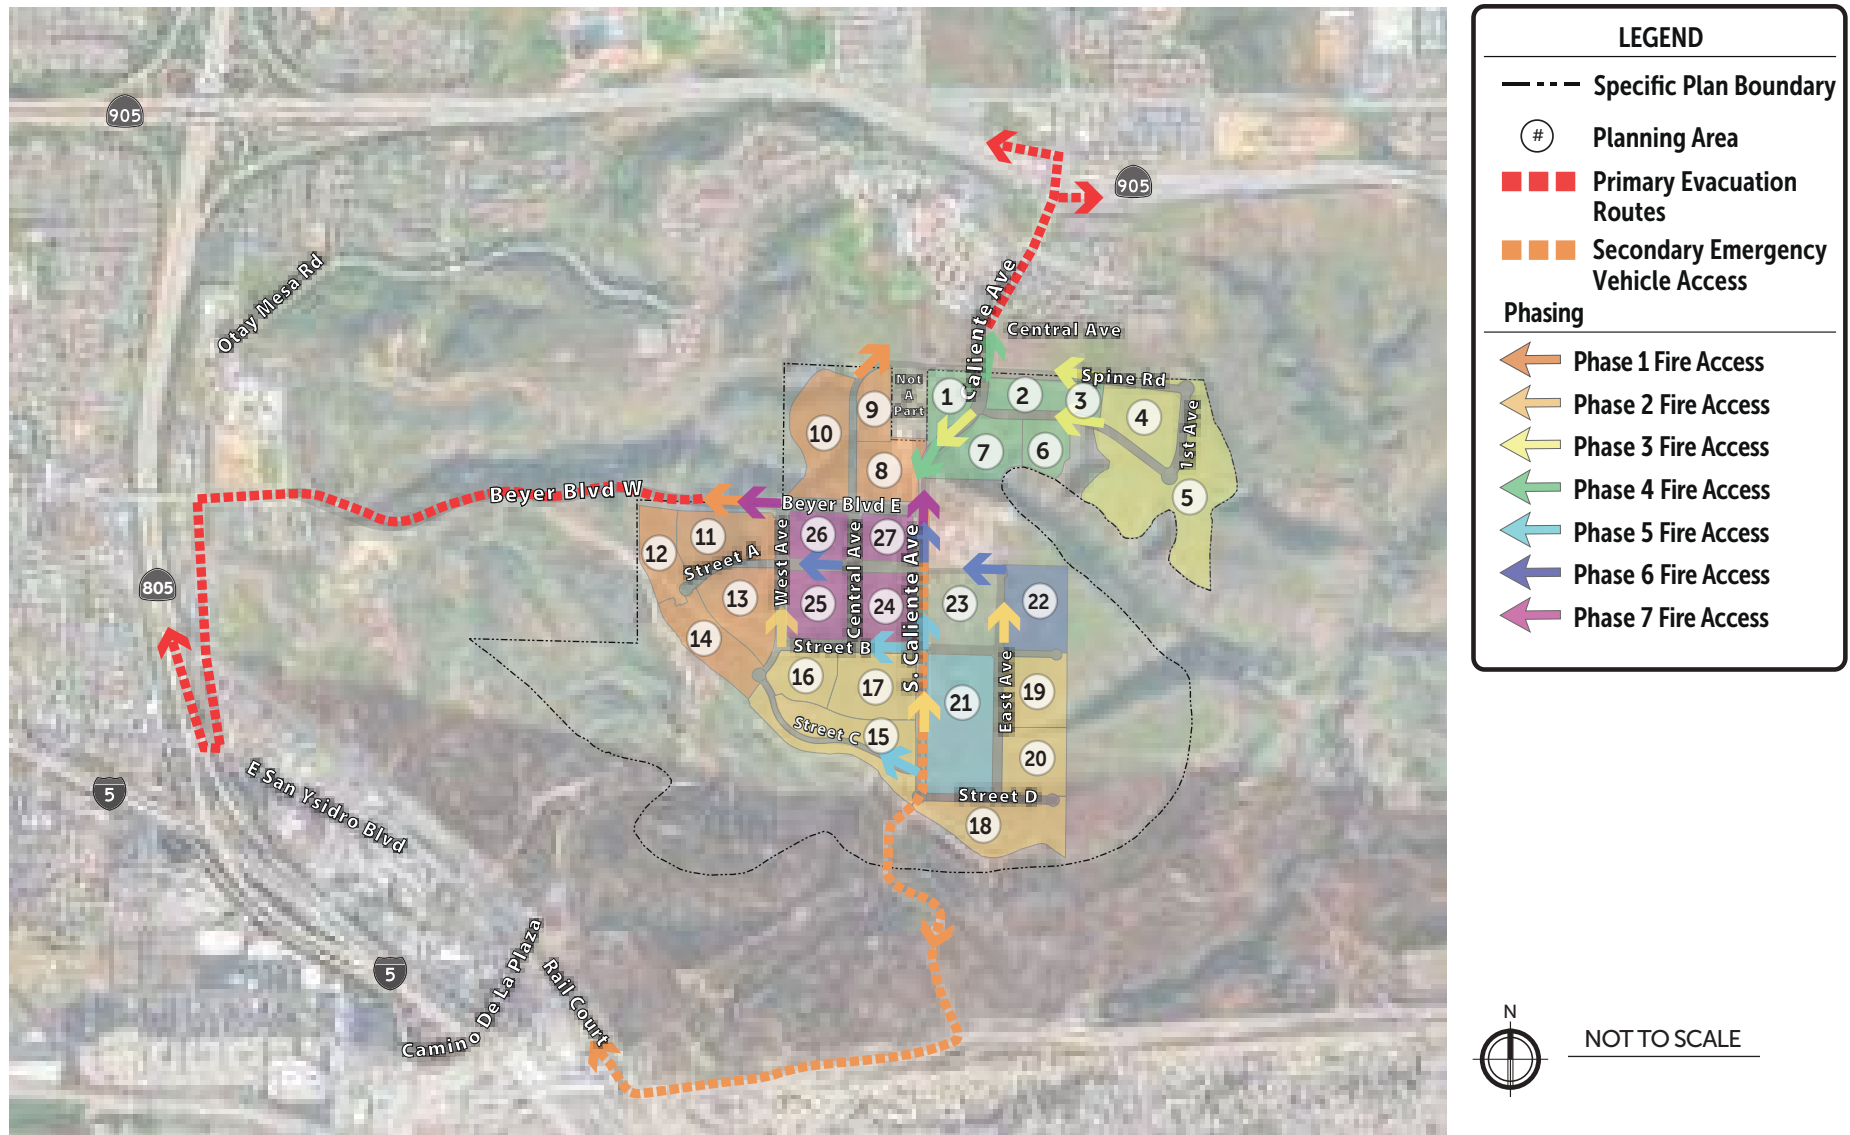 905
905
Otay Mesa Rd
Caliente Ave
Central Ave
Spine Rd
1st Ave
Not
A
Part
1
2
3
4
5
6
7
8
9
10
Beyer Blvd W
Beyer Blvd E
11
12
Street A
13
14
West Ave
26
27
Central Ave
25
24
S. Caliente Ave
23
22
805
Street B
16
17
21
East Ave
19
Street C
15
20
Street D
18
5
E San Ysidro Blvd
5
Camino De La Plaza
Rail Court
LEGEND
Specific Plan Boundary
# Planning Area
Primary Evacuation
Routes
Secondary Emergency
Vehicle Access
Phasing
Phase 1 Fire Access
Phase 2 Fire Access
Phase 3 Fire Access
Phase 4 Fire Access
Phase 5 Fire Access
Phase 6 Fire Access
Phase 7 Fire Access
N
NOT TO SCALE